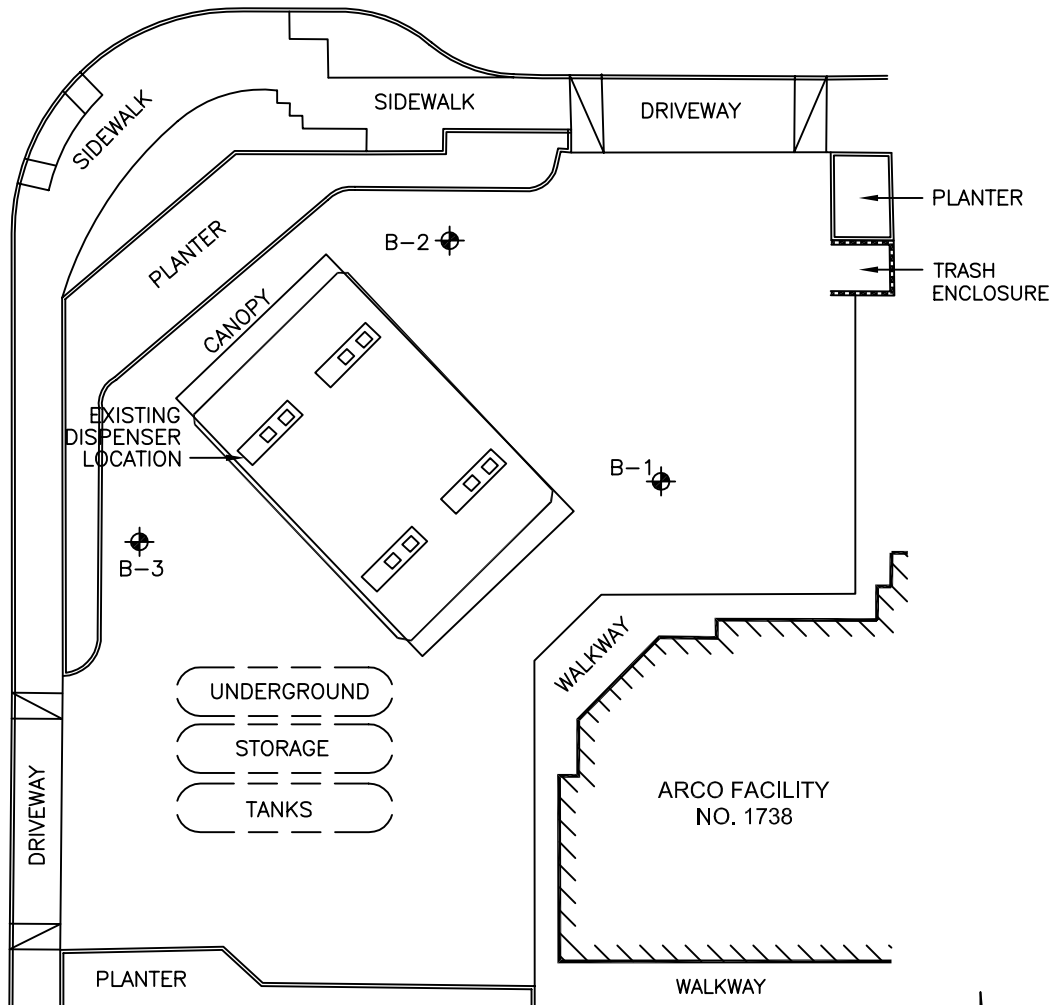 SIDEWALK
DRIVEWAY
SIDEWALK
PLANTER
PLANTER
B-2
TRASH
ENCLOSURE
CANOPY
EXISTING
DISPENSER
LOCATION
B-1
B-3
WALKWAY
UNDERGROUND
STORAGE
TANKS
DRIVEWAY
ARCO FACILITY
NO. 1738
PLANTER
WALKWAY